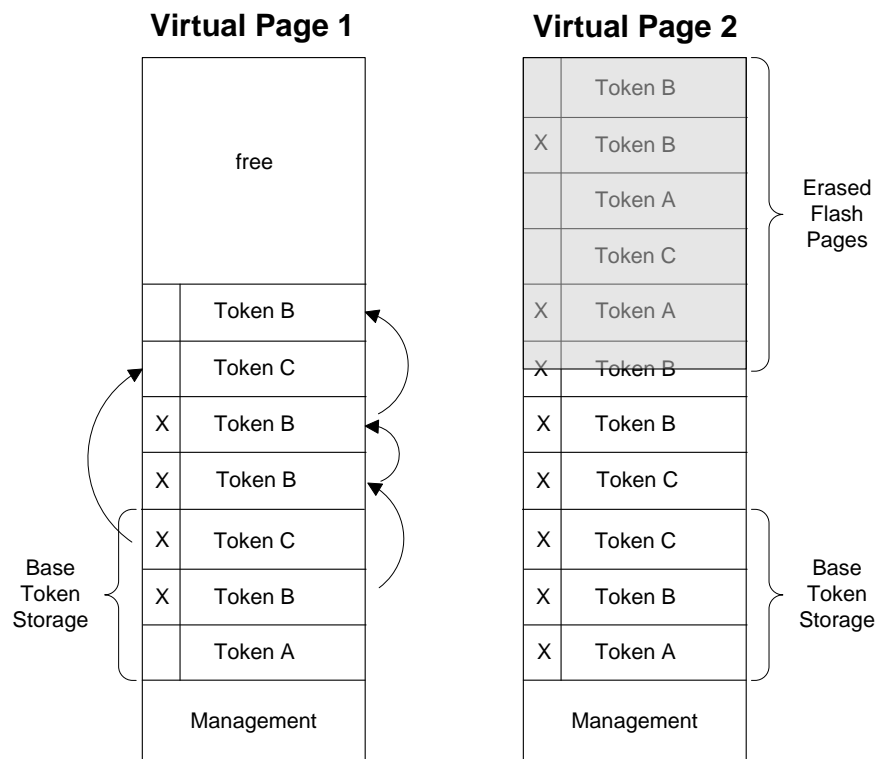 Virtual Page 1
free
Token B
Token C
X Token B
X Token B
X Token C
X Token B
Token A
Management
Base
Token
Storage
Virtual Page 2
Token B
X Token B
Token A
Token C
X Token A
X Token B
X Token B
X Token C
X Token C
X Token B
X Token A
Management
Erased
Flash
Pages
Base
Token
Storage